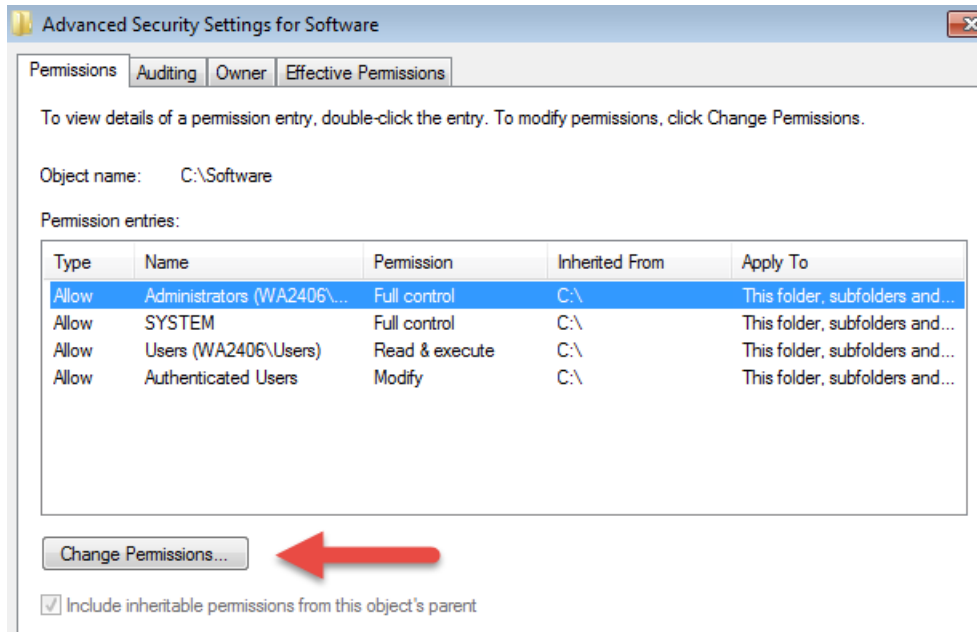 Advanced Security Settings for Software
Permissions Auditing Owner Effective Permissions
To view details of a permission entry, double-click the entry. To modify permissions, click Change Permissions.
Object name: C:\Software
Permission entries:
Type Name Permission Inherited From Apply To
Allow Administrators (WA2406\... Full control C:\ This folder, subfolders and...
Allow SYSTEM Full control C:\ This folder, subfolders and...
Allow Users (WA2406\Users) Read & execute C:\ This folder, subfolders and...
Allow Authenticated Users Modify C:\ This folder, subfolders and...
Change Permissions...
Include inheritable permissions from this object's parent